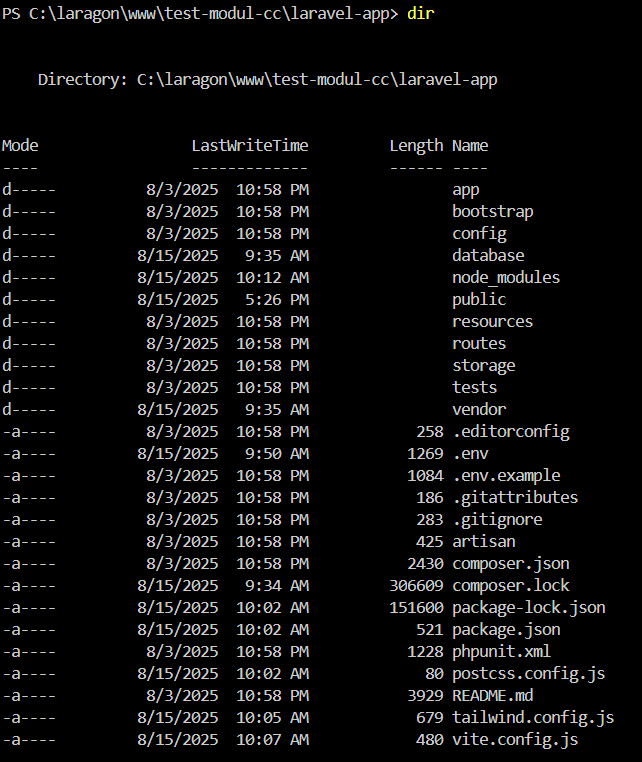 PS C:\laragon\www\test-modul-cc\laravel-app> dir
Directory: C:\laragon\www\test-modul-cc\laravel-app
Mode LastWriteTime Length Name
---- ------------- ------ ----
d----- 8/3/2025 10:58 PM app
d----- 8/3/2025 10:58 PM bootstrap
d----- 8/3/2025 10:58 PM config
d----- 8/15/2025 9:35 AM database
d----- 8/15/2025 10:12 AM node_modules
d----- 8/15/2025 5:26 PM public
d----- 8/3/2025 10:58 PM resources
d----- 8/3/2025 10:58 PM routes
d----- 8/3/2025 10:58 PM storage
d----- 8/3/2025 10:58 PM tests
d----- 8/15/2025 9:35 AM vendor
-a---- 8/3/2025 10:58 PM 258 .editorconfig
-a---- 8/15/2025 9:50 AM 1269 .env
-a---- 8/3/2025 10:58 PM 1084 .env.example
-a---- 8/3/2025 10:58 PM 186 .gitattributes
-a---- 8/3/2025 10:58 PM 283 .gitignore
-a---- 8/3/2025 10:58 PM 425 artisan
-a---- 8/3/2025 10:58 PM 2430 composer.json
-a---- 8/15/2025 9:34 AM 306609 composer.lock
-a---- 8/15/2025 10:02 AM 151600 package-lock.json
-a---- 8/15/2025 10:02 AM 521 package.json
-a---- 8/3/2025 10:58 PM 1228 phpunit.xml
-a---- 8/15/2025 10:02 AM 80 postcss.config.js
-a---- 8/3/2025 10:58 PM 3929 README.md
-a---- 8/15/2025 10:05 AM 679 tailwind.config.js
-a---- 8/15/2025 10:07 AM 480 vite.config.js